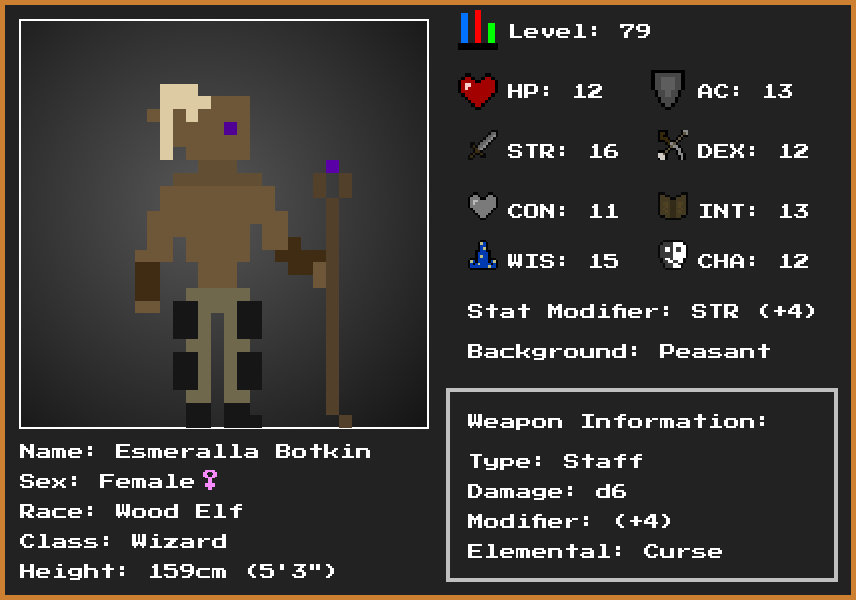 Level: 79
HP: 12 AC: 13
STR: 16 DEX: 12
CON: 11 INT: 13
WIS: 15 CHA: 12
Stat Modifier: STR (+4)
Background: Peasant
Weapon Information:
Type: Staff
Damage: d6
Modifier: (+4)
Elemental: Curse
Name: Esmeralla Botkin
Sex: Female♀
Race: Wood Elf
Class: Wizard
Height: 159cm (5'3")